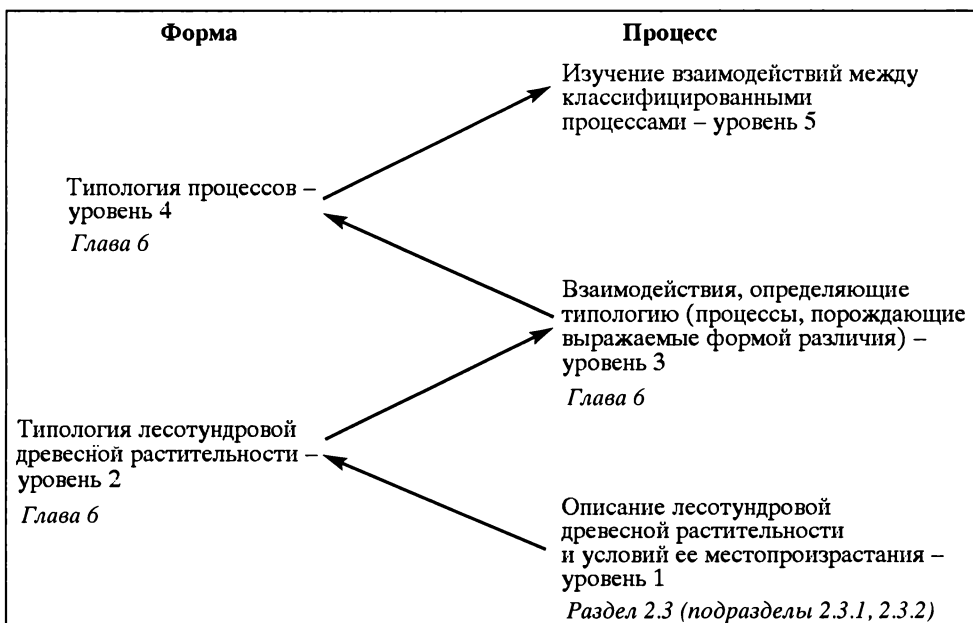 Форма
Процесс
Изучение взаимодействий между
классифицированными
процессами – уровень 5
Типология процессов –
уровень 4
Глава 6
Взаимодействия, определяющие
типологию (процессы, порождающие
выражаемые формой различия) –
уровень 3
Глава 6
Типология лесотундровой
древесной растительности –
уровень 2
Глава 6
Описание лесотундровой
древесной растительности
и условий ее местопроизрастания –
уровень 1
Раздел 2.3 (подразделы 2.3.1, 2.3.2)